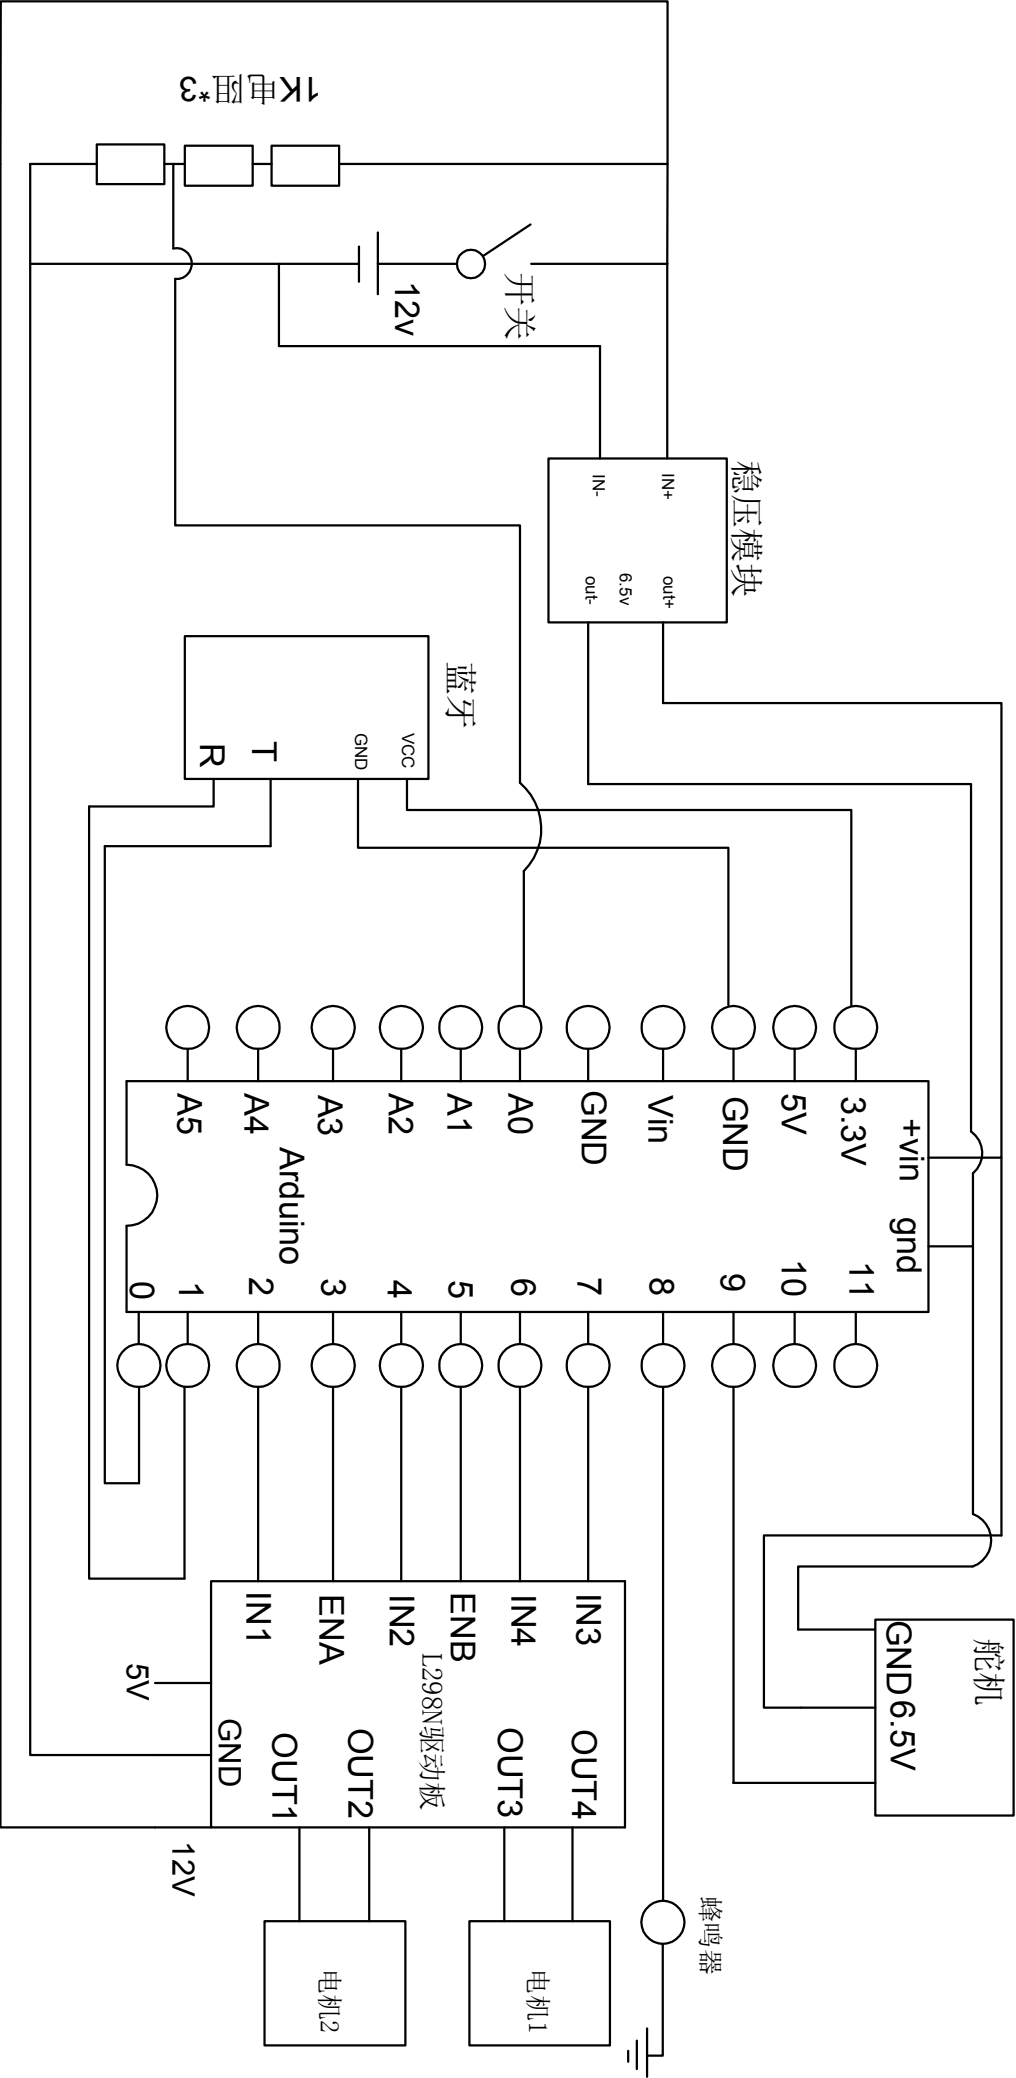 1K电阻*3
12v
开关
稳压模块
IN+
IN-
6.5v
out+
out-
蓝牙
VCC
GND
T
R
+vin
gnd
3.3V
5V
GND
Vin
GND
A0
A1
A2
A3
A4
A5
Arduino
11
10
9
8
7
6
5
4
3
2
1
0
舵机
GND
6.5V
IN3
IN4
ENB
IN2
ENA
IN1
L298N驱动板
OUT4
OUT3
OUT2
OUT1
GND
5V
12V
蜂鸣器
电机1
电机2